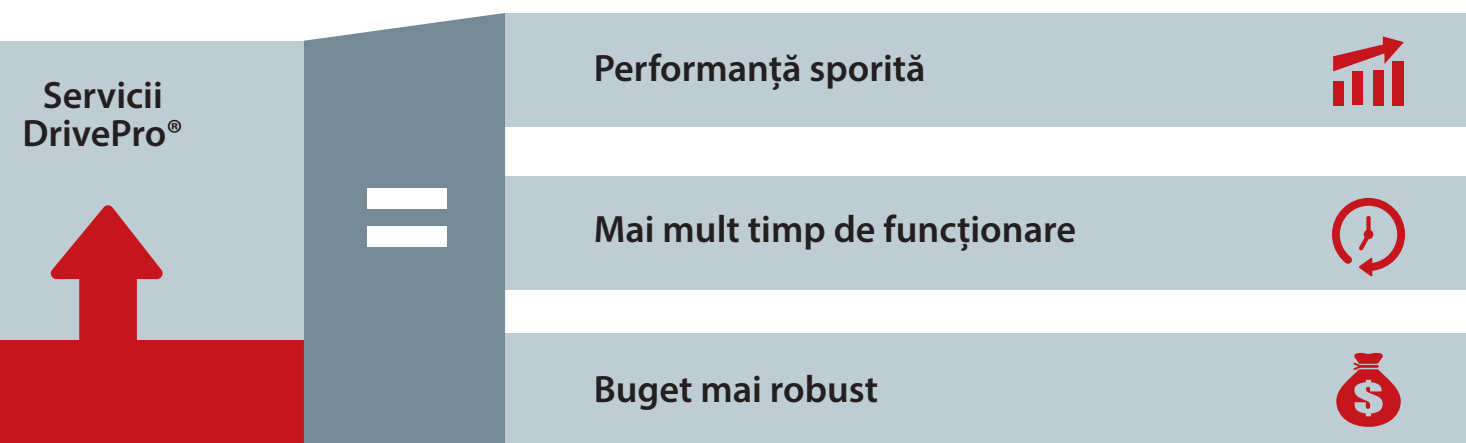 Servicii
DrivePro®
=
Performanță sporită
Mai mult timp de funcționare
Buget mai robust
$